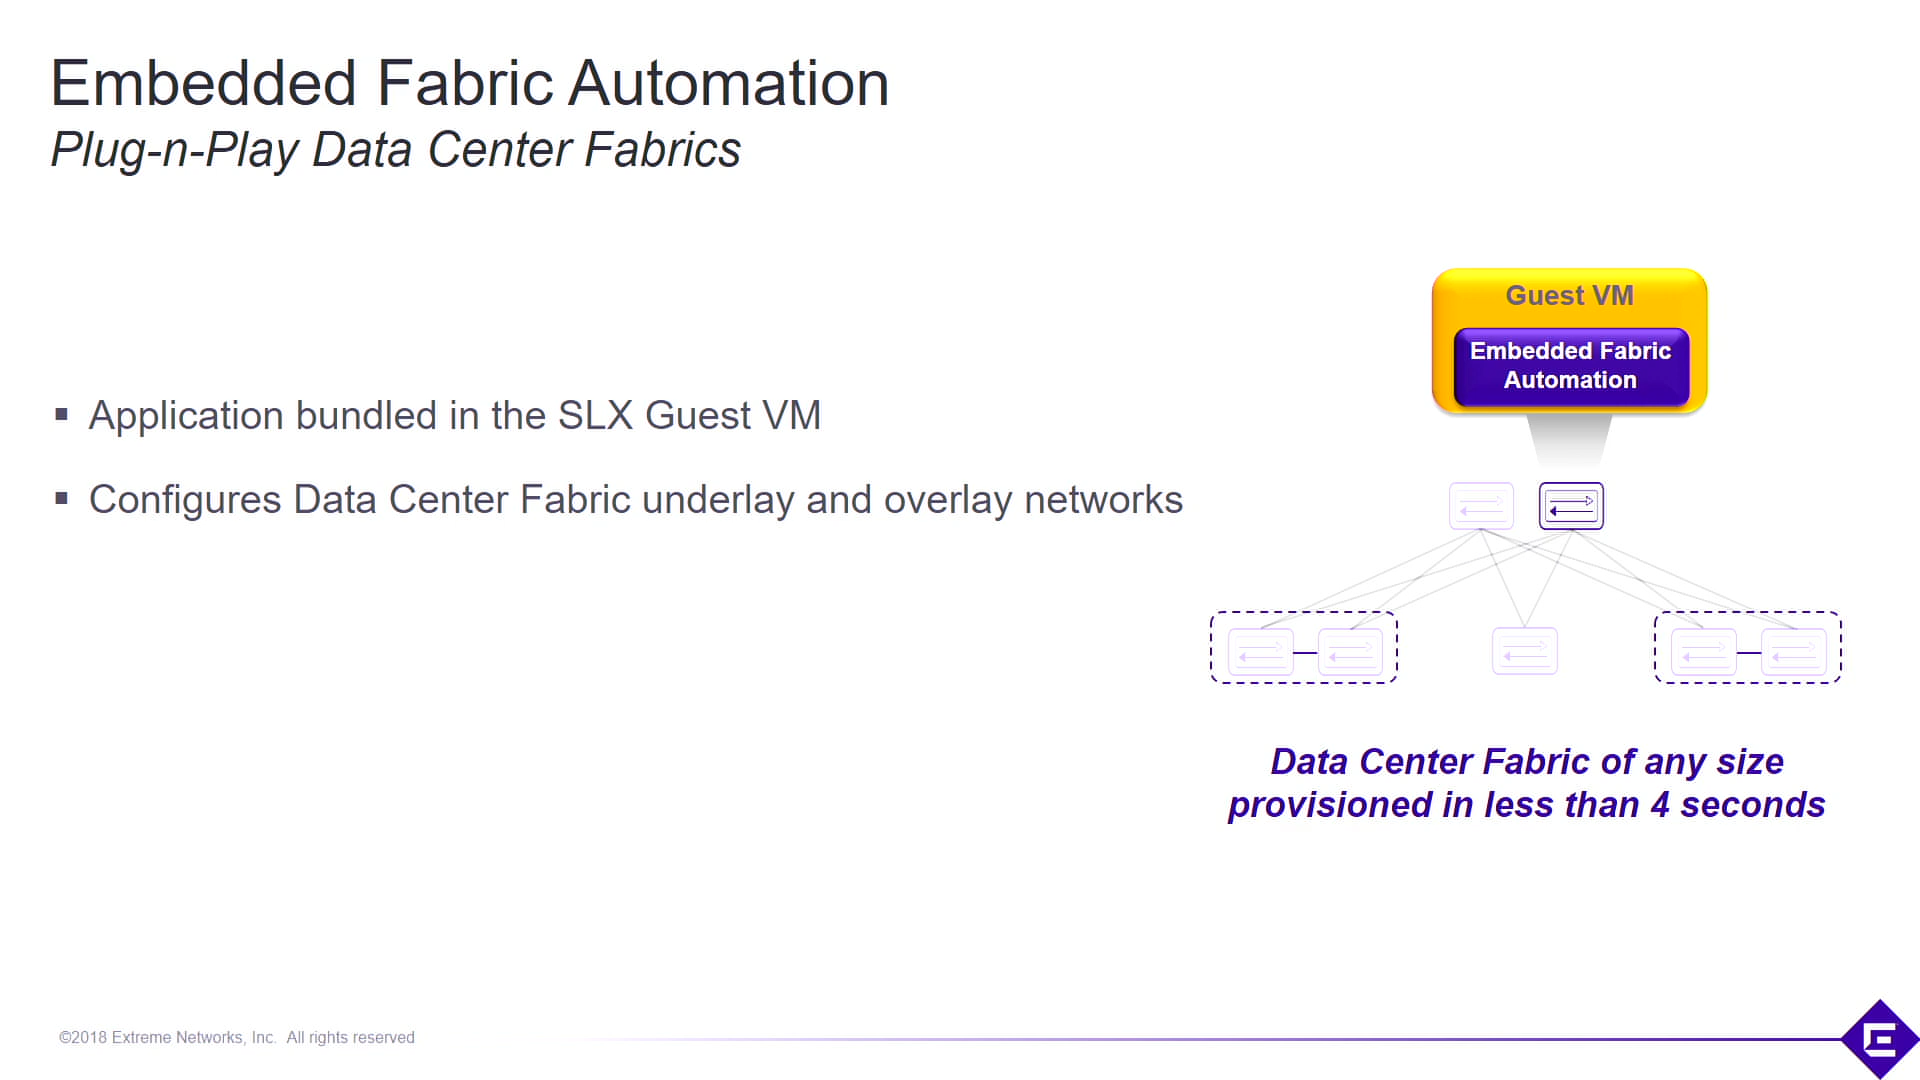 Embedded Fabric Automation
Plug-n-Play Data Center Fabrics
▪ Application bundled in the SLX Guest VM
▪ Configures Data Center Fabric underlay and overlay networks
Guest VM
Embedded Fabric
Automation
Data Center Fabric of any size
provisioned in less than 4 seconds
©2018 Extreme Networks, Inc. All rights reserved
E